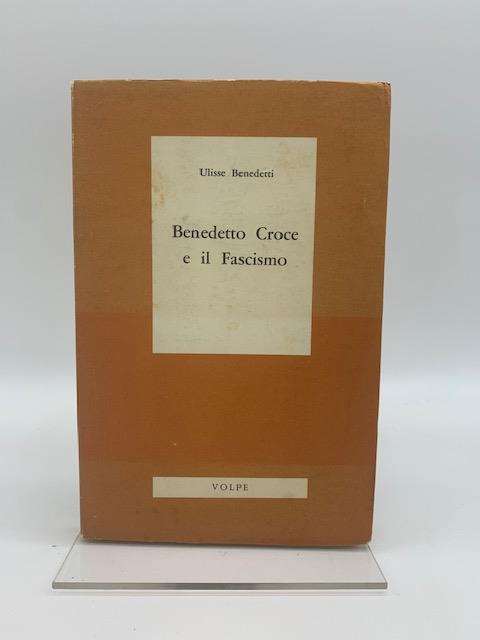 Ulisse Benedetti
Benedetto Croce
e il Fascismo
VOLPE